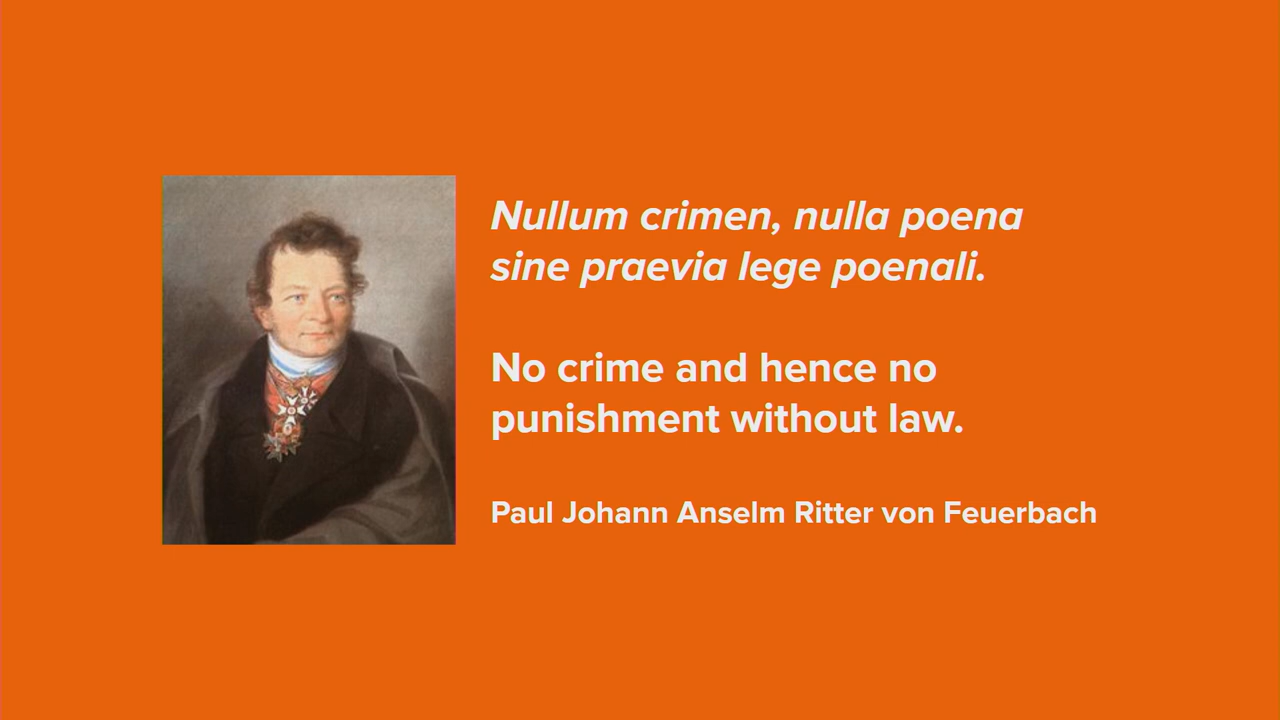 Nullum crimen, nulla poena
sine praevia lege poenali.
No crime and hence no
punishment without law.
Paul Johann Anselm Ritter von Feuerbach